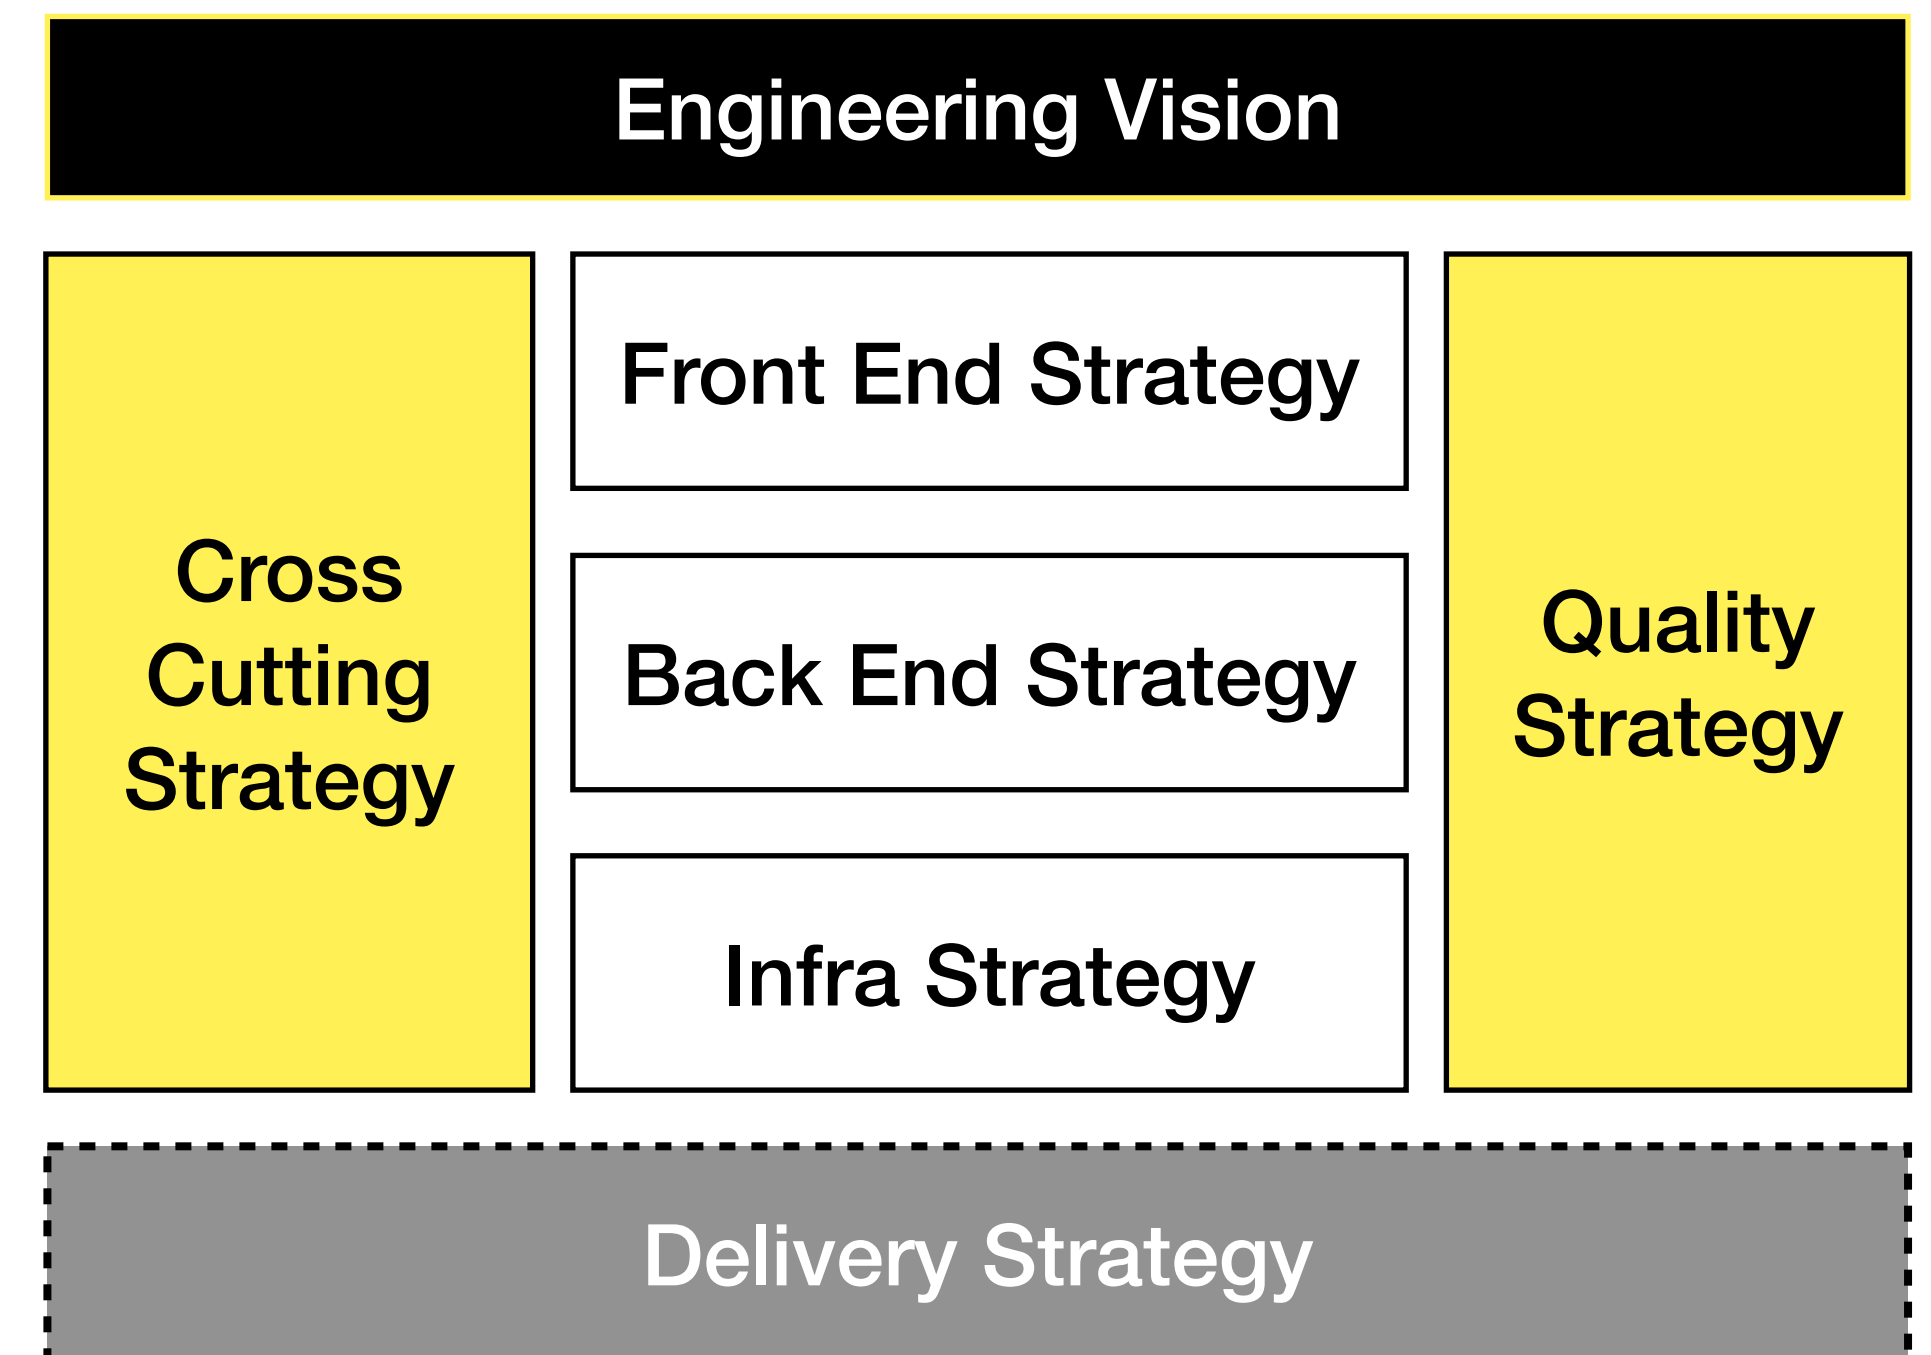 Engineering Vision
Cross
Cutting
Strategy
Front End Strategy
Back End Strategy
Infra Strategy
Quality
Strategy
Delivery Strategy